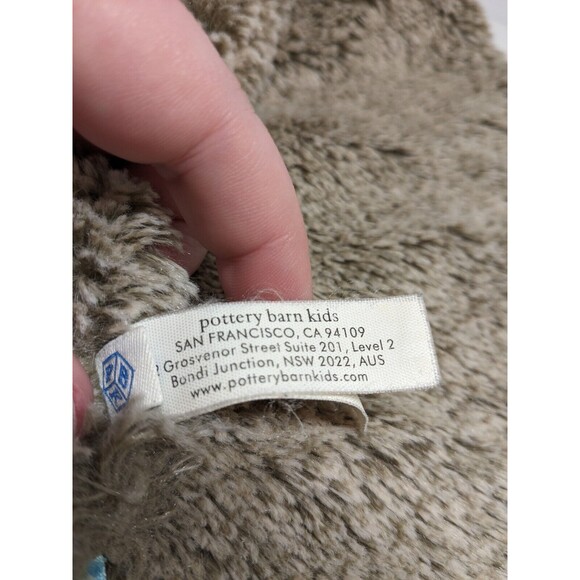 pottery barn kids
SAN FRANCISCO, CA 94109
Grosvenor Street Suite 201, Level 2
Bondi Junction, NSW 2022, AUS
www.potterybarnkids.com
P B
K